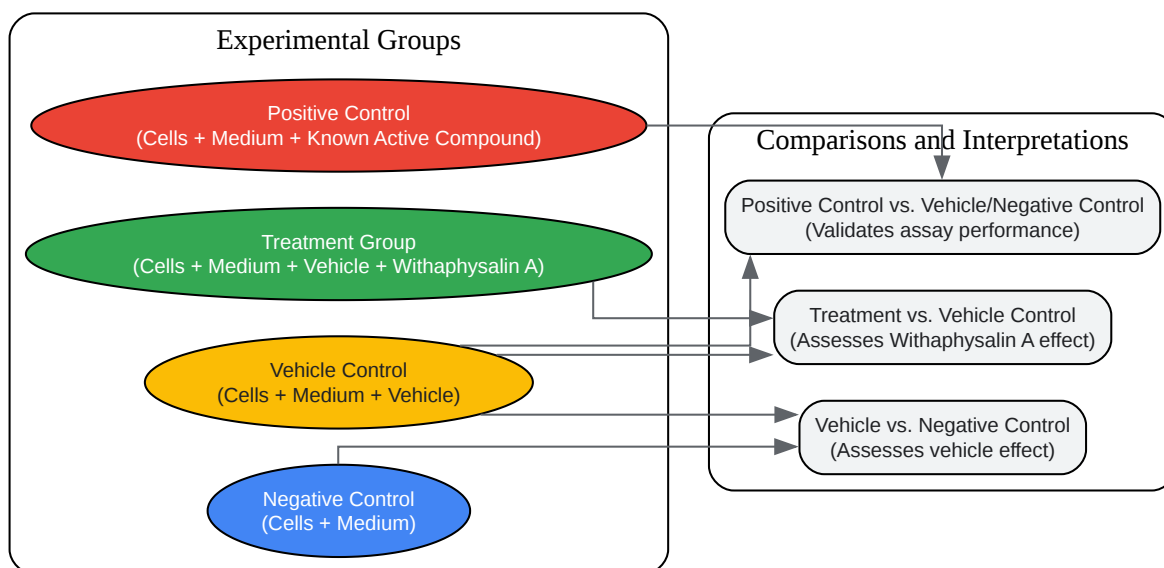 Experimental Groups
Positive Control
(Cells + Medium + Known Active Compound)
Treatment Group
(Cells + Medium + Vehicle + Withaphysalin A)
Vehicle Control
(Cells + Medium + Vehicle)
Negative Control
(Cells + Medium)
Comparisons and Interpretations
Positive Control vs. Vehicle/Negative Control
(Validates assay performance)
Treatment vs. Vehicle Control
(Assesses Withaphysalin A effect)
Vehicle vs. Negative Control
(Assesses vehicle effect)